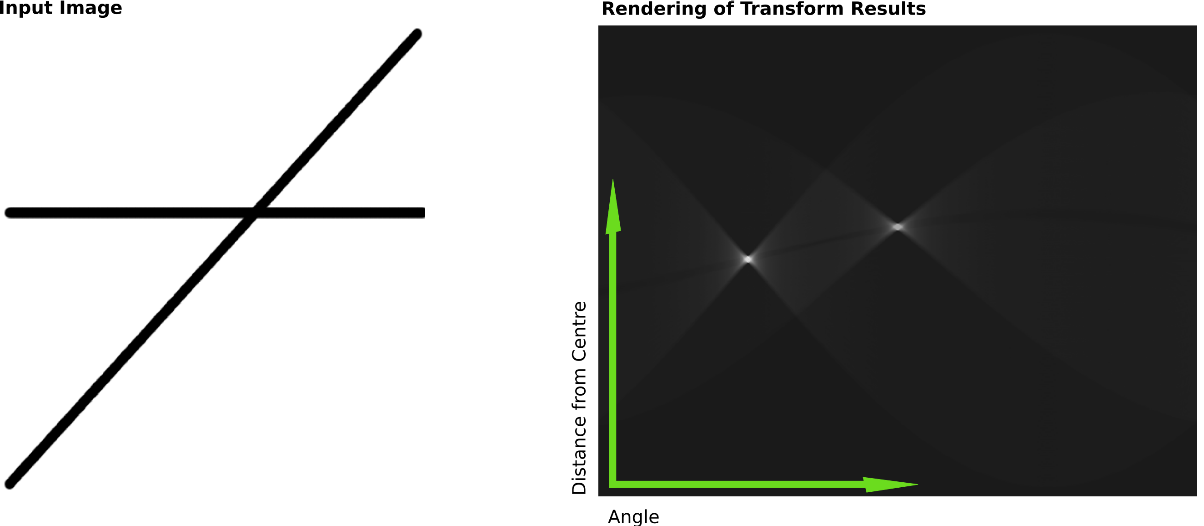 Input Image
Rendering of Transform Results
Distance from Centre
Angle